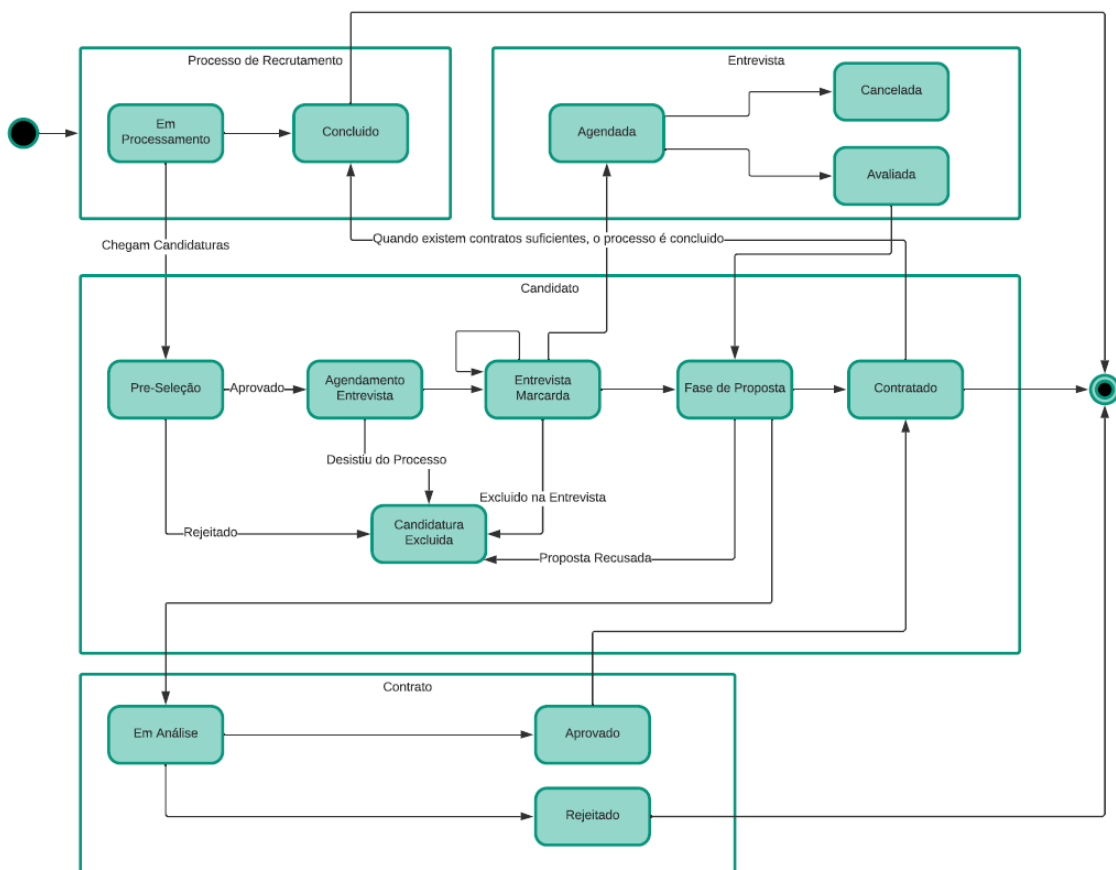 Processo de Recrutamento
Entrevista
Em
Processamento
Concluido
Agendada
Cancelada
Avaliada
Chegam Candidaturas
Quando existem contratos suficientes, o processo é concluido
Candidato
Pre-Seleção
Aprovado
Agendamento
Entrevista
Entrevista
Marcarda
Fase de Proposta
Contratado
Desistiu do Processo
Excluido na Entrevista
Rejeitado
Candidatura
Excluida
Proposta Recusada
Contrato
Em Análise
Aprovado
Rejeitado